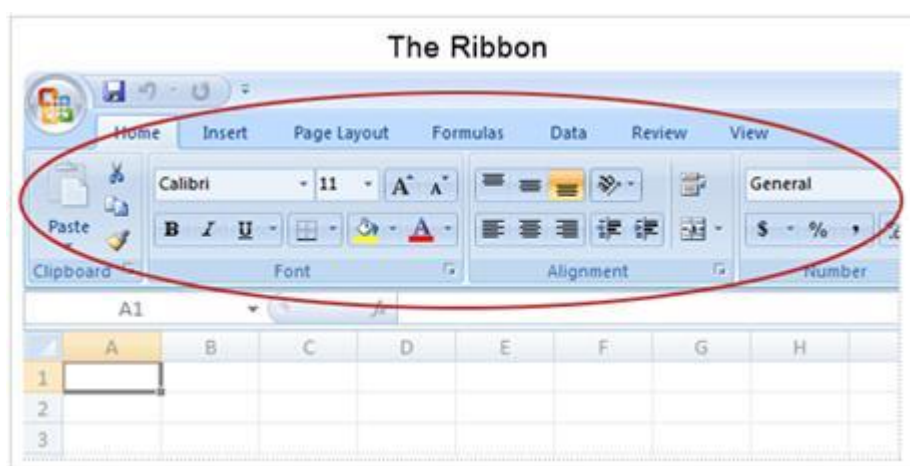 The Ribbon
Home Insert Page Layout Formulas Data Review View
Calibri 11 A A General
Paste B I U A $ % ,
Clipboard Font Alignment Number
A1 fx
A B C D E F G H
1
2
3